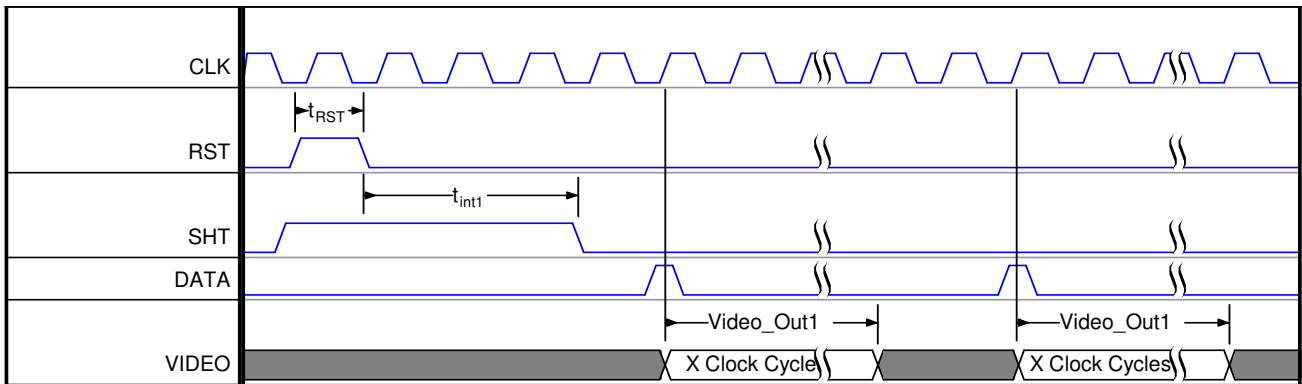 CLK
tRST
RST
tint1
SHT
DATA
Video_Out1 Video_Out1
VIDEO X Clock Cycle X Clock Cycles